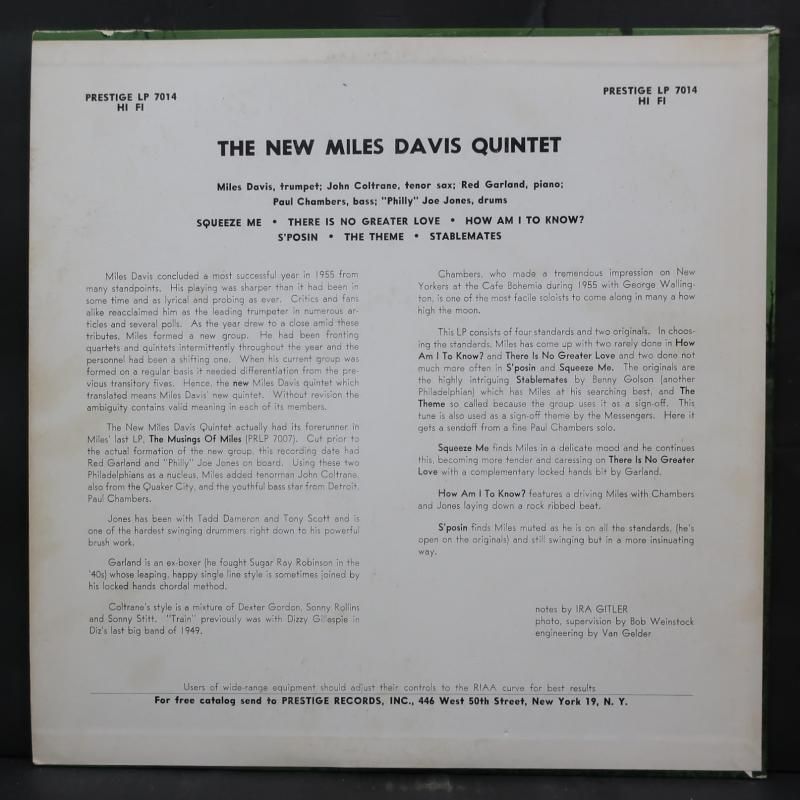 PRESTIGE LP 7014
HI FI
PRESTIGE LP 7014
HI FI
THE NEW MILES DAVIS QUINTET
Miles Davis, trumpet; John Coltrane, tenor sax; Red Garland, piano;
Paul Chambers, bass; "Philly" Joe Jones, drums
SQUEEZE ME • THERE IS NO GREATER LOVE • HOW AM I TO KNOW?
S'POSIN • THE THEME • STABLEMATES
Miles Davis concluded a most successful year in 1955 from
many standpoints. His playing was sharper than it had been in
some time and as lyrical and probing as ever. Critics and fans
alike reacclaimed him as the leading trumpeter in numerous ar-
ticles and several polls. As the year drew to a close amid these
tributes, Miles formed a new group. He had been fronting
quartets and quintets intermittently throughout the year and the
personnel had been a shifting one. When his current group was
formed on a regular basis it needed differentiation from the pre-
vious transitory fives. Hence, the new Miles Davis quintet which
translated means Miles Davis' new quintet. Without revision the
ambiguity contains valid meaning in each of its members.
The New Miles Davis Quintet actually had its forerunner in
Miles' last LP, The Musings Of Miles (PRLP 7007). Cut prior to
the actual formation of the new group, this recording date had
Red Garland and "Philly" Joe Jones on board. Using these two
Philadelphians as a nucleus, Miles added tenorman John Coltrane,
also from the Quaker City, and the youthful bass star from Detroit,
Paul Chambers.
Jones has been with Tadd Dameron and Tony Scott and is
one of the hardest swinging drummers right down to his powerful
brush work.
Garland is an ex-boxer (he fought Sugar Ray Robinson in the
'40s) whose leaping, happy single line style is sometimes joined by
his locked hands chordal method.
Coltrane's style is a mixture of Dexter Gordon, Sonny Rollins
and Sonny Stitt. "Train" previously was with Dizzy Gillespie in
Diz's last big band of 1949.
Chambers, who made a tremendous impression on New
Yorkers at the Cafe Bohemia during 1955 with George Walling-
ton, is one of the most facile soloists to come along in many a how
high the moon.
This LP consists of four standards and two originals. In choos-
ing the standards, Miles has come up with two rarely done in How
Am I To Know? and There Is No Greater Love and two done not
much more often in S'posin and Squeeze Me. The originals are
the highly intriguing Stablemates by Benny Golson (another
Philadelphian) which has Miles at his searching best, and The
Theme so called because the group uses it as a sign-off. This
tune is also used as a sign-off theme by the Messengers. Here it
gets a sendoff from a fine Paul Chambers solo.
Squeeze Me finds Miles in a delicate mood and he continues
this, becoming more tender and caressing on There Is No Greater
Love with a complementary locked hands bit by Garland.
How Am I To Know? features a driving Miles with Chambers
and Jones laying down a rock ribbed beat.
S'posin finds Miles muted as he is on all the standards, (he's
open on the originals) and still swinging but in a more insinuating
way.
notes by IRA GITLER
photo, supervision by Bob Weinstock
engineering by Van Gelder
Users of wide-range equipment should adjust their controls to the RIAA curve for best results
For free catalog send to PRESTIGE RECORDS, INC., 446 West 50th Street, New York 19, N. Y.